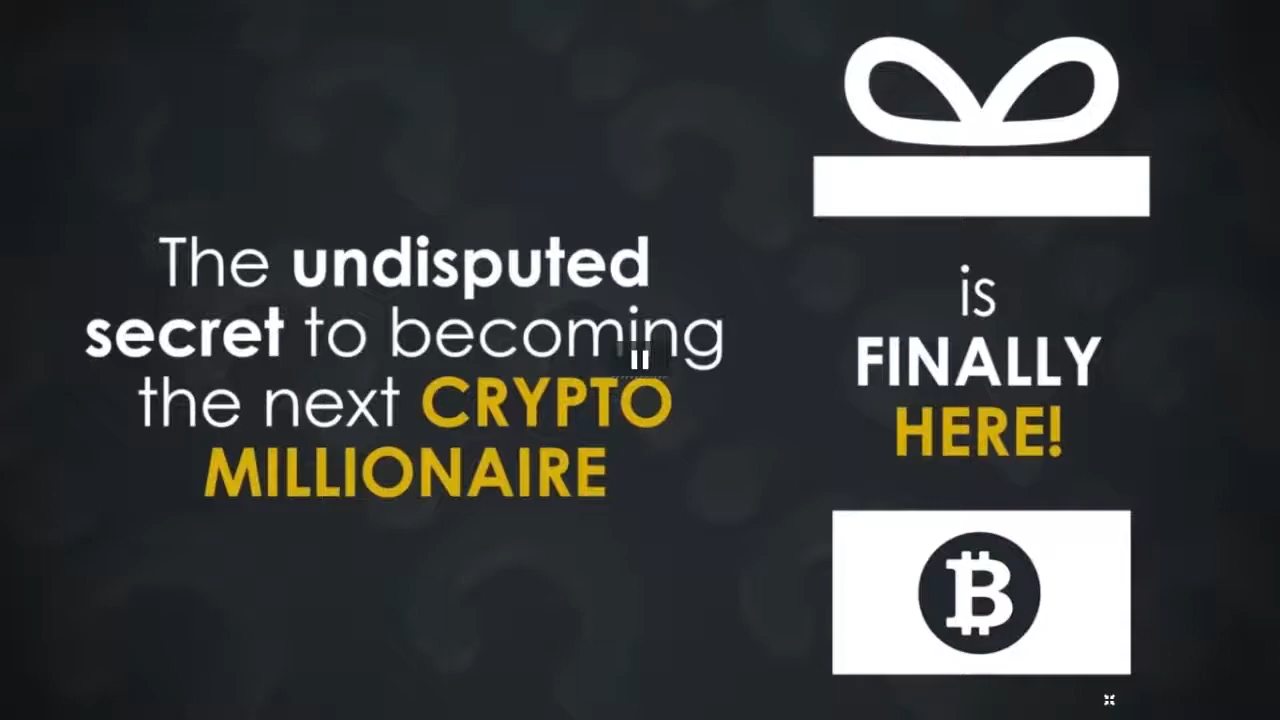 The undisputed
secret to becoming
the next CRYPTO
MILLIONAIRE
is
FINALLY
HERE!